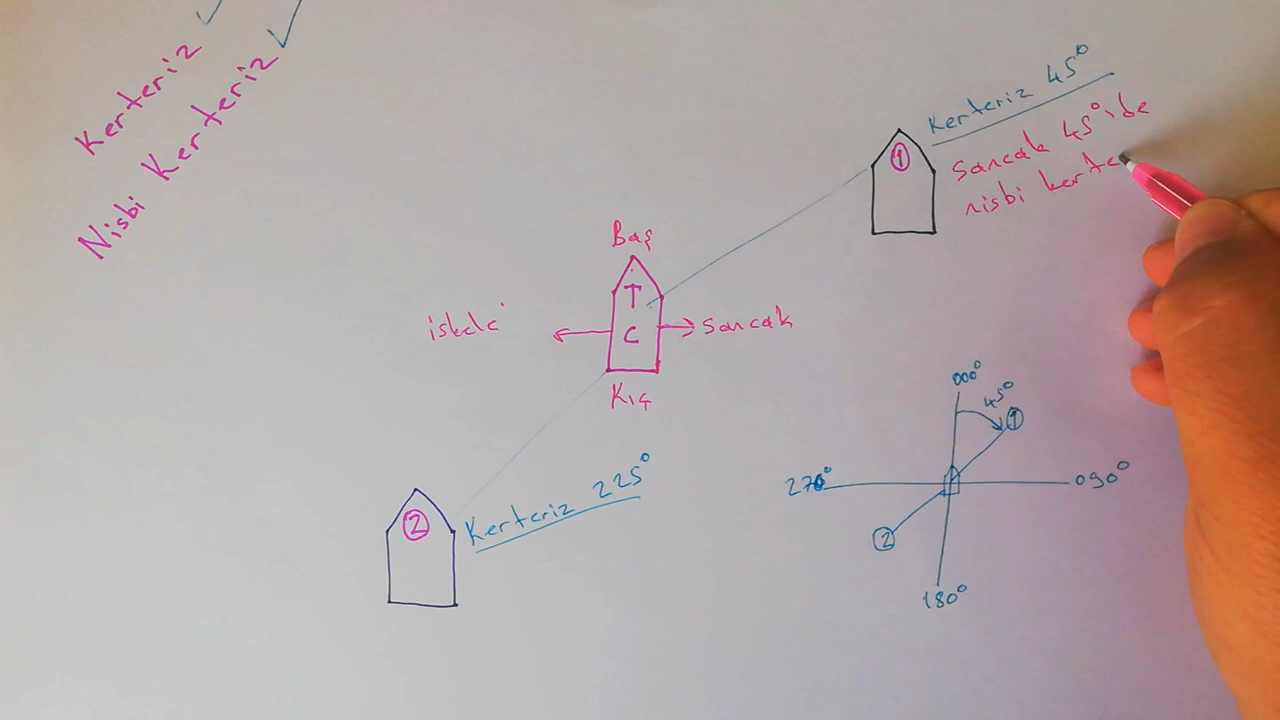 Kerteriz ✓
Nisbi Kerteriz ✓
Kerteriz 45°
Sancak 45°'de
nisbi kerte
1
Baş
T
C
iskele
Sancak
Kıç
2
Kerteriz 225°
000°
45°
1
270°
090°
2
180°